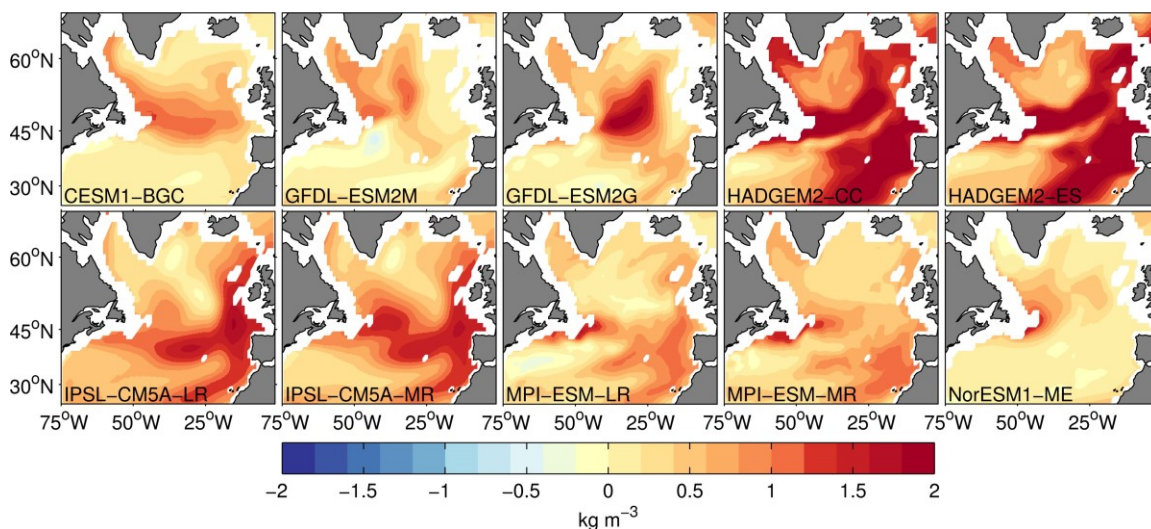 60°N
45°N
30°N
CESM1−BGC
GFDL−ESM2M
GFDL−ESM2G
HADGEM2−CC
HADGEM2−ES
60°N
45°N
30°N
IPSL−CM5A−LR
IPSL−CM5A−MR
MPI−ESM−LR
MPI−ESM−MR
NorESM1−ME
75°W 50°W 25°W 75°W 50°W 25°W 75°W 50°W 25°W 75°W 50°W 25°W 75°W 50°W 25°W
−2 −1.5 −1 −0.5 0 0.5 1 1.5 2
kg m⁻³